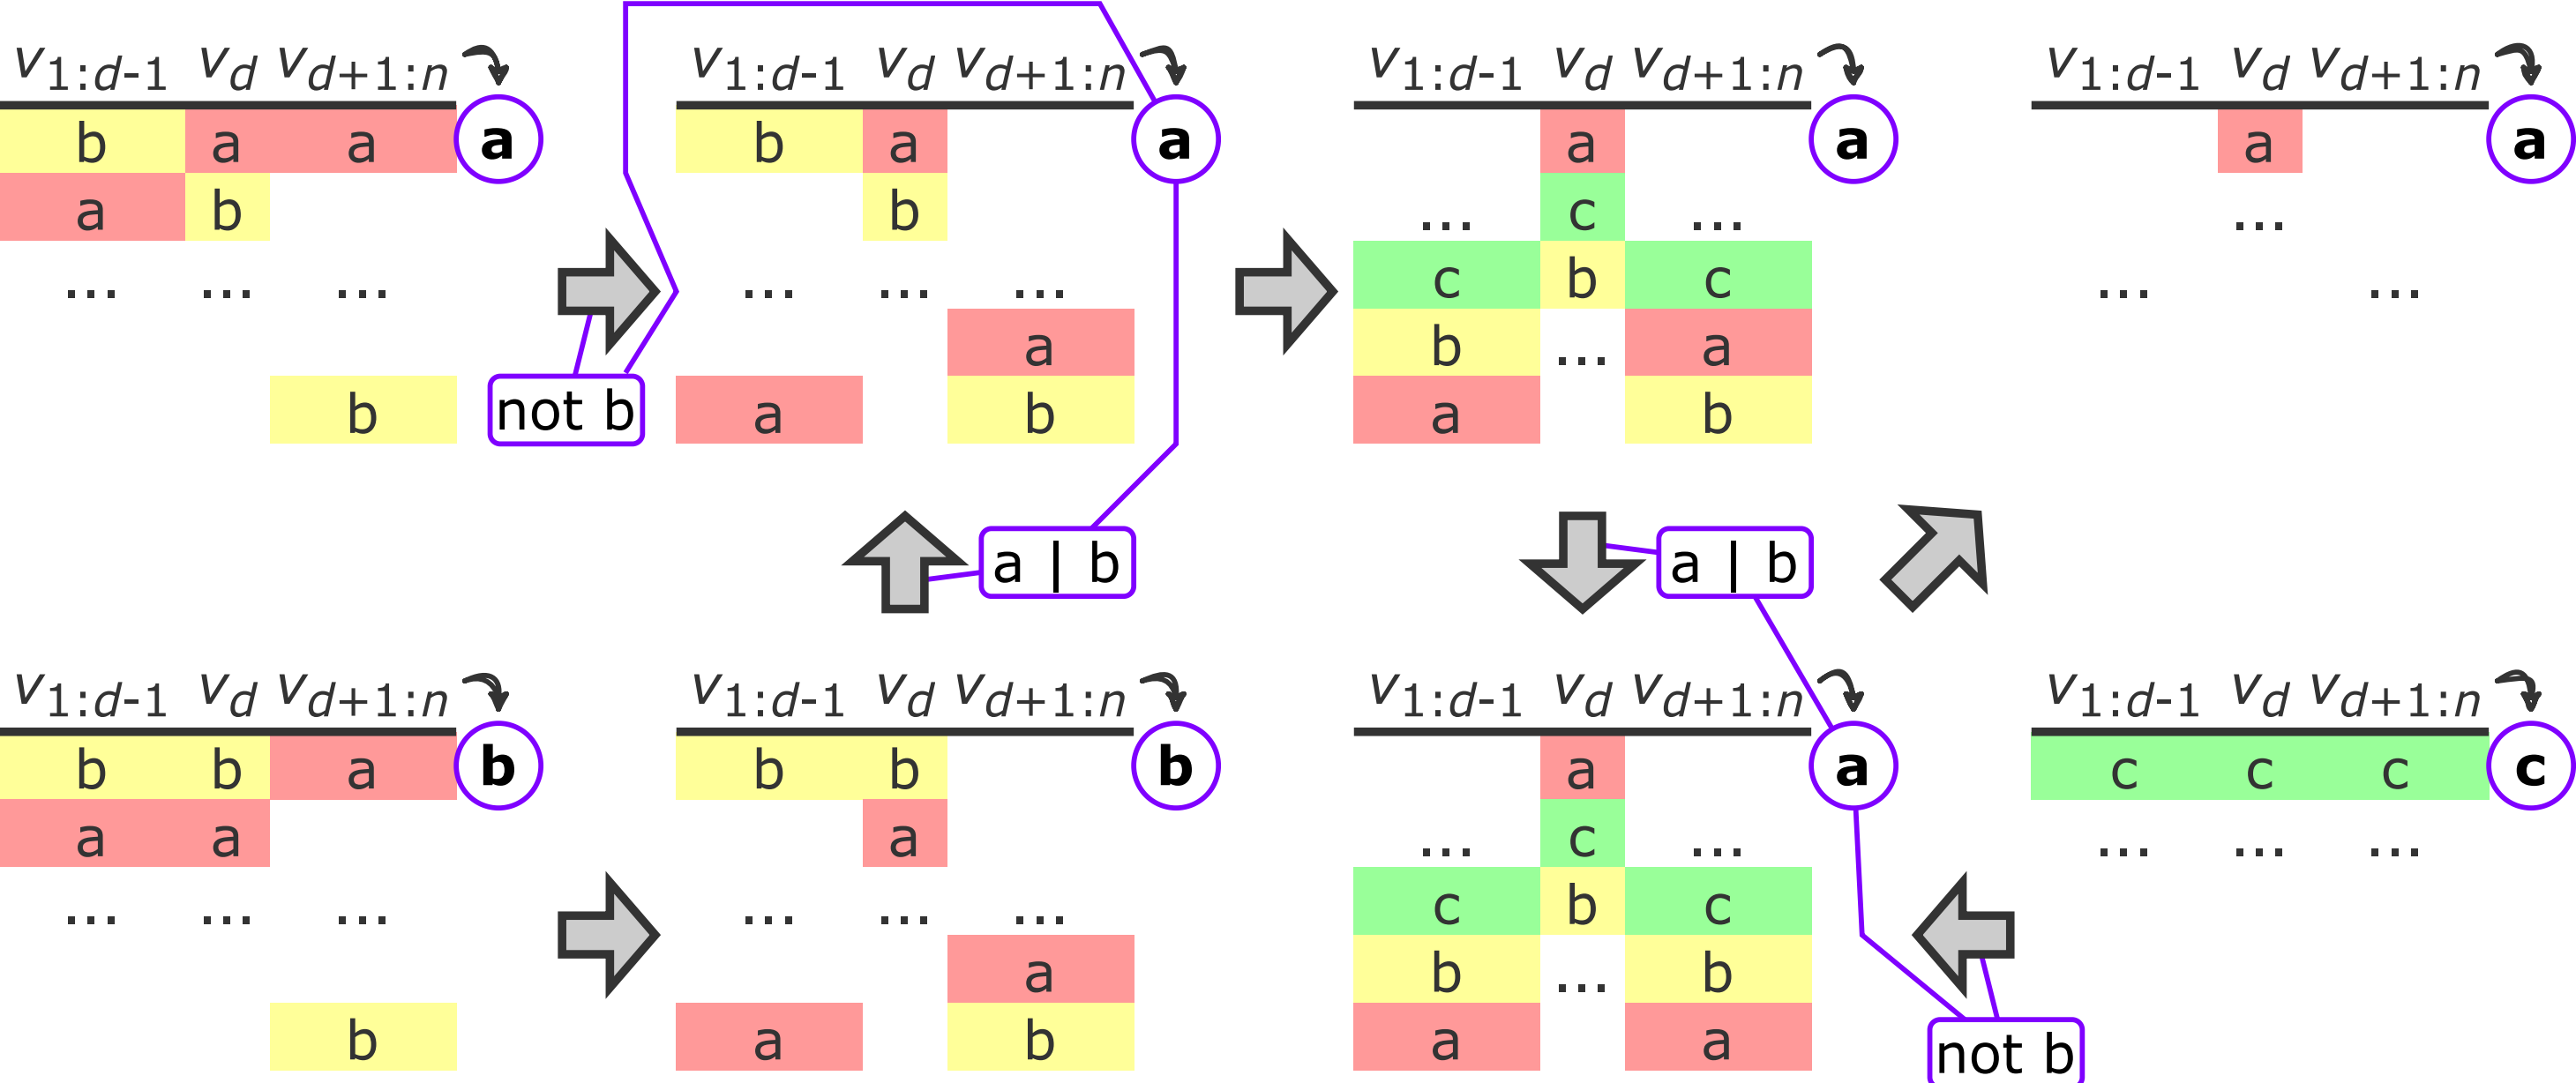 v1:d-1 vd vd+1:n
b a a a
a b
... ... ...
b
not b
v1:d-1 vd vd+1:n
b a a
b
... ... ...
a
a b
a | b
v1:d-1 vd vd+1:n
a a
... c ...
c b c
b ... a
a b
a | b
v1:d-1 vd vd+1:n
a a
...
... ...
v1:d-1 vd vd+1:n
b b a b
a a
... ... ...
b
v1:d-1 vd vd+1:n
b b b
a
... ... ...
a
a b
v1:d-1 vd vd+1:n
a a
... c ...
c b c
b ... b
a a
not b
v1:d-1 vd vd+1:n
c c c c
... ... ...